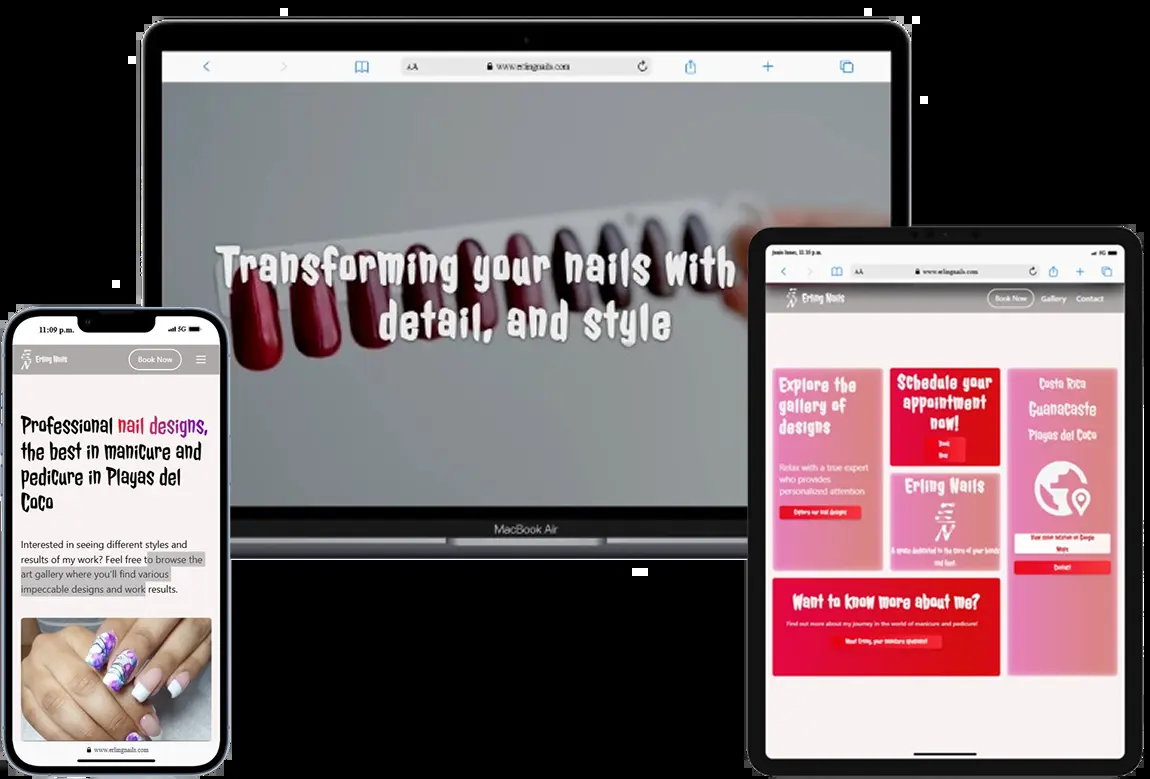 AA
www.erlingnails.com
Transforming your nails with
detail, and style
MacBook Air
11:09 p.m.
5G
Erling Nails
Book Now
Professional nail designs,
the best in manicure and
pedicure in Playas del
Coco
Interested in seeing different styles and
results of my work? Feel free to browse the
art gallery where you'll find various
impeccable designs and work results.
www.erlingnails.com
5G
AA
www.erlingnails.com
Erling Nails
Book Now
Gallery
Contact
Explore the
gallery of
designs
Relax with a true expert
who provides
personalized attention
Explore our nail designs
Schedule your
appointment
now!
Book
Now
Erling Nails
A space dedicated to the care of your hands
and feet.
Costa Rica
Guanacaste
Playas del Coco
Contact
Want to know more about me?
Find out more about my journey in the world of manicure and pedicure!
Meet Erling, your manicure specialist!